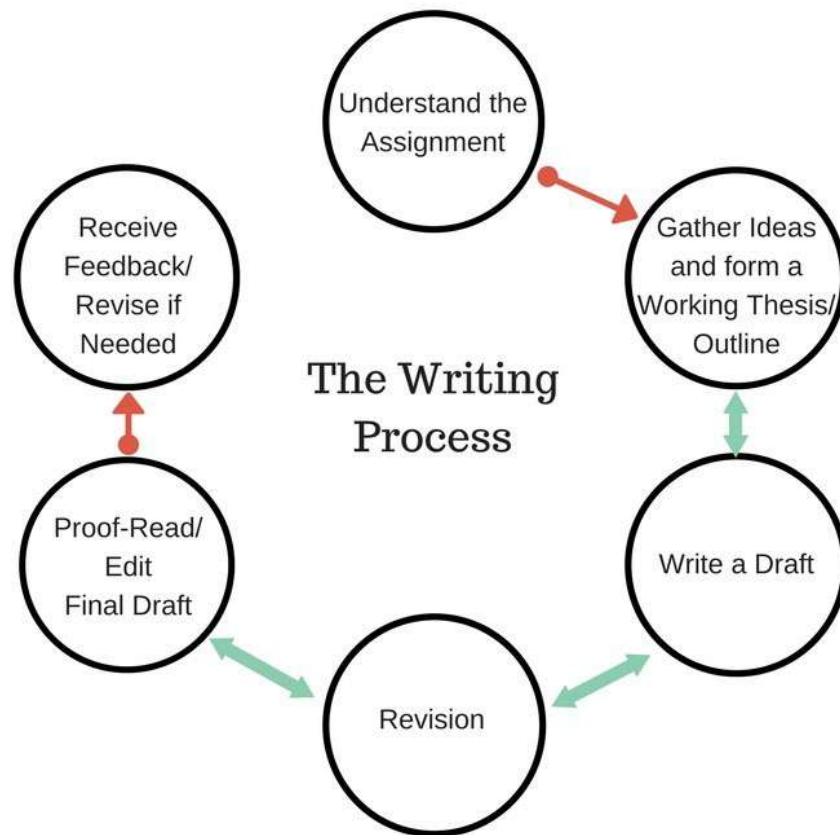 Understand the
Assignment
Gather Ideas
and form a
Working Thesis/
Outline
Write a Draft
Revision
Proof-Read/
Edit
Final Draft
Receive
Feedback/
Revise if
Needed
The Writing
Process